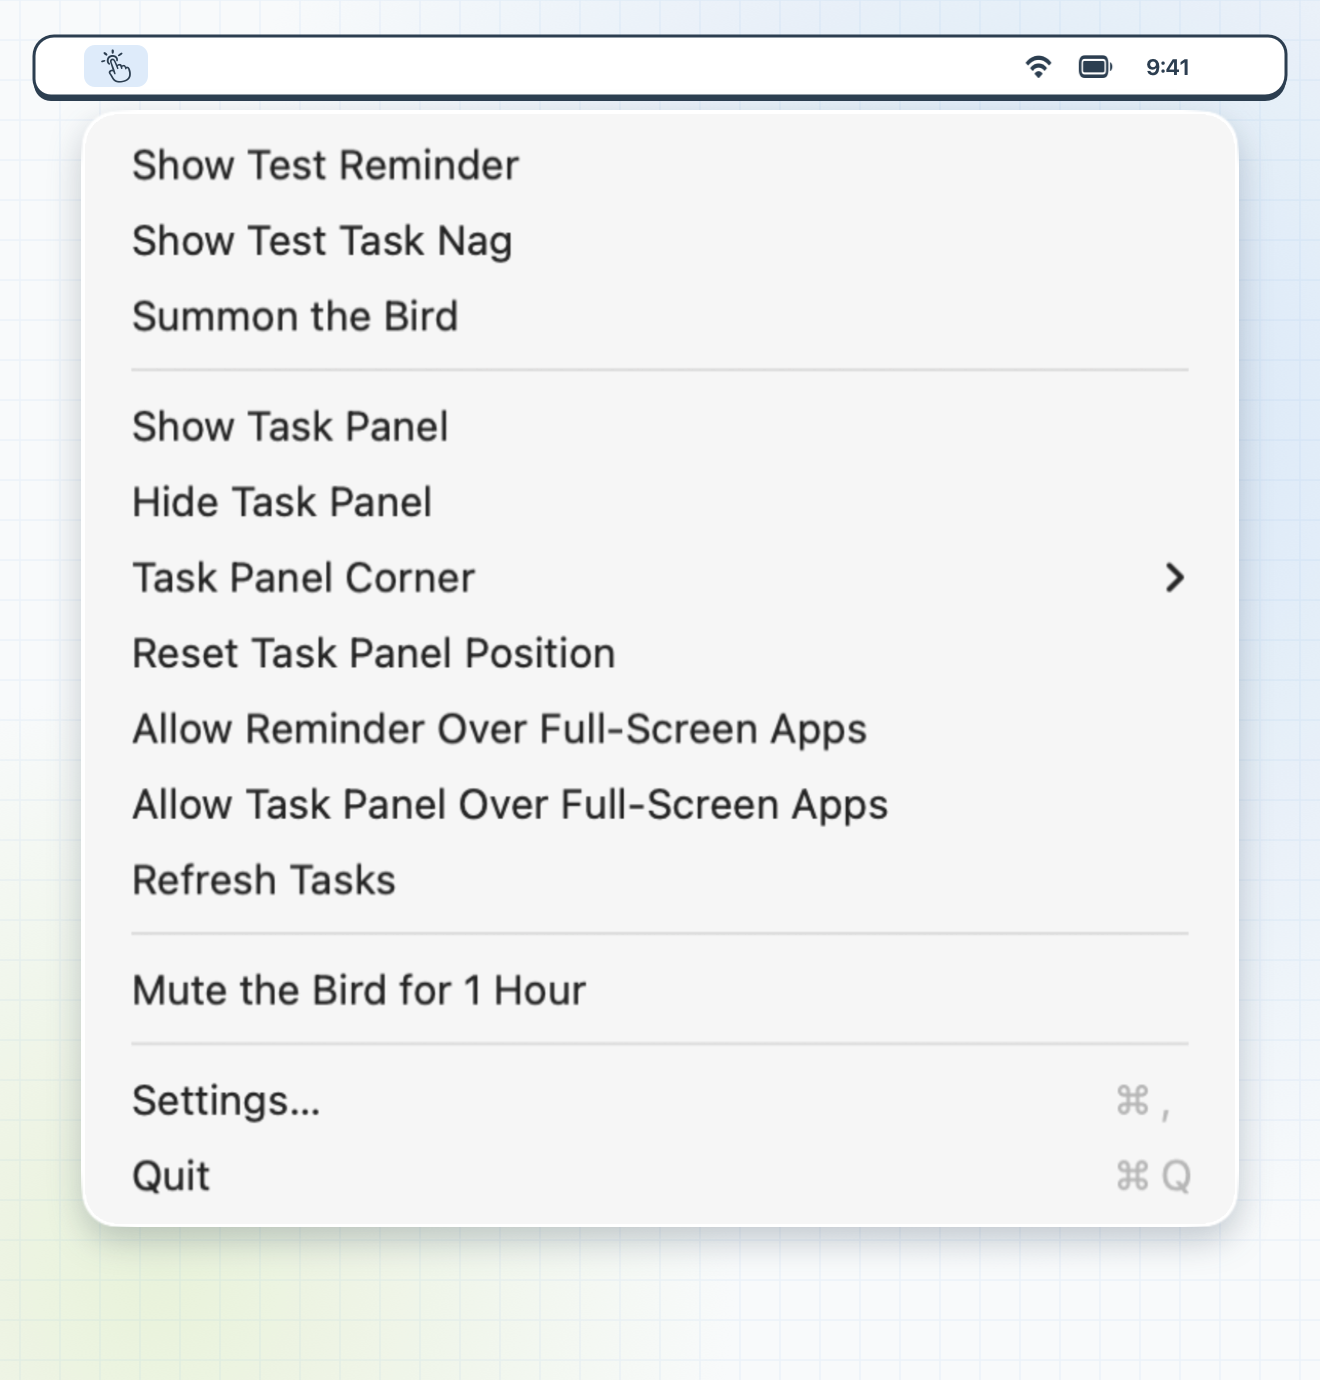 9:41
Show Test Reminder
Show Test Task Nag
Summon the Bird
Show Task Panel
Hide Task Panel
Task Panel Corner
Reset Task Panel Position
Allow Reminder Over Full-Screen Apps
Allow Task Panel Over Full-Screen Apps
Refresh Tasks
Mute the Bird for 1 Hour
Settings... ⌘ ,
Quit ⌘ Q